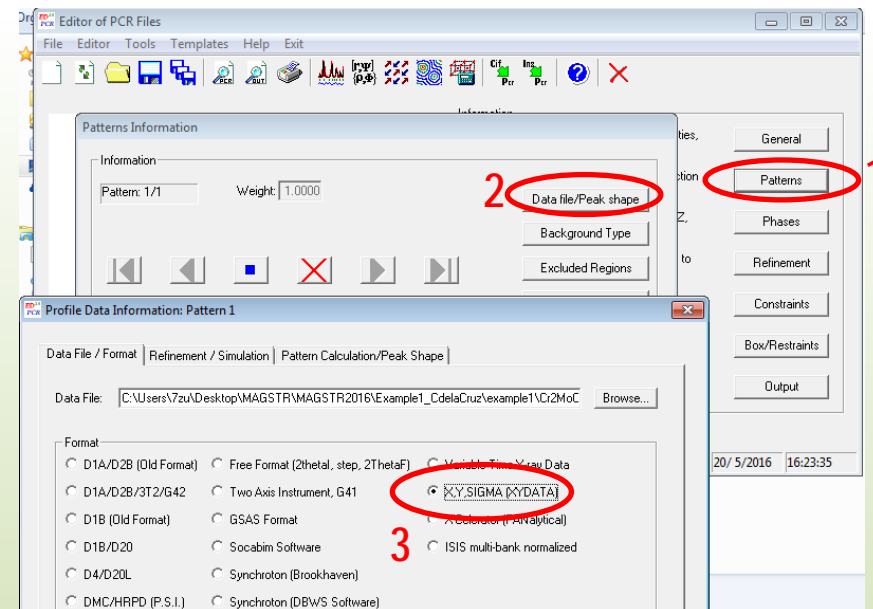 Editor of PCR Files
File Editor Tools Templates Help Exit
Information
Patterns Information
ties,
General
Information
ction
Patterns
1
Pattern: 1/1
Weight: 1.0000
2
Data file/Peak shape
Z,
Phases
Background Type
to
Refinement
Excluded Regions
Constraints
Profile Data Information: Pattern 1
Box/Restraints
Data File / Format Refinement / Simulation Pattern Calculation/Peak Shape
Output
Data File: C:\Users\7zu\Desktop\MAGSTR\MAGSTR2016\Example1_CdelaCruz\example1\Cr2MoC Browse...
Format
D1A/D2B (Old Format) Free Format (2thetaI, step, 2ThetaF) Variable Time X-ray Data
20/ 5/2016 16:23:35
D1A/D2B/3T2/G42 Two Axis Instrument, G41 X,Y,SIGMA (XYDATA)
D1B (Old Format) GSAS Format X'Celerator (PANalytical)
3
D1B/D20 Socabim Software ISIS multi-bank normalized
D4/D20L Synchroton (Brookhaven)
DMC/HRPD (P.S.I.) Synchroton (DBWS Software)